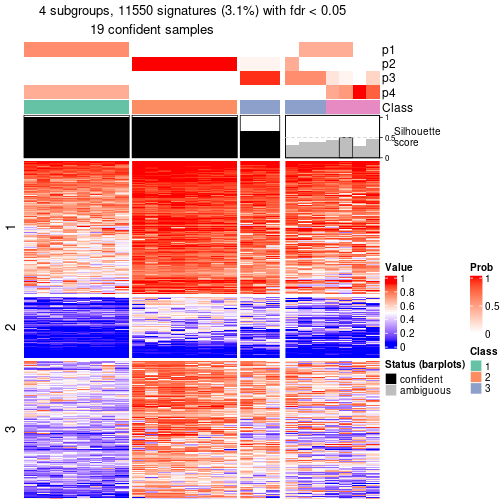 4 subgroups, 11550 signatures (3.1%) with fdr < 0.05
19 confident samples
p1
p2
p3
p4
Class
1
0.5
0
Silhouette
score
1
2
3
Value
1
0.8
0.6
0.4
0.2
0
Prob
1
0.5
0
Status (barplots)
confident
ambiguous
Class
1
2
3